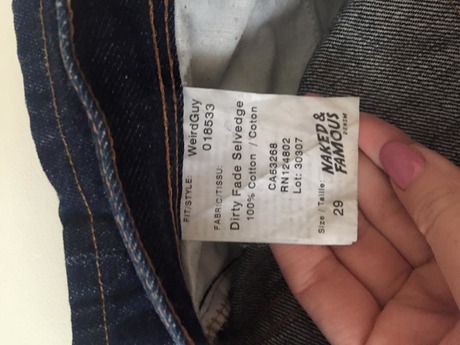 FIT/STYLE: WeirdGuy
018533
FABRIC/TISSU:
Dirty Fade Selvedge
100% Cotton / Coton
CA53268
RN124802
Lot: 30307
NAKED &
FAMOUS
DENIM
Size / Taille:
29